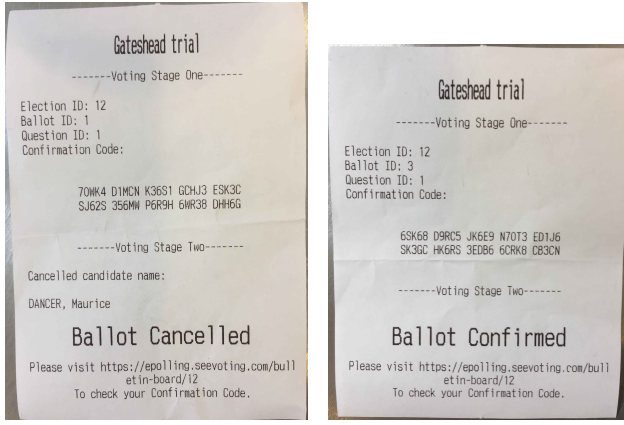 Gateshead trial
-------Voting Stage One-------
Election ID: 12
Ballot ID: 1
Question ID: 1
Confirmation Code:
70WK4 D1MCN K36S1 GCHJ3 ESK3C
SJ62S 356MW P6R9H 6WR38 DHH6G
-------Voting Stage Two-------
Cancelled candidate name:
DANCER, Maurice
Ballot Cancelled
Please visit https://epolling.seevoting.com/bull
etin-board/12
To check your Confirmation Code.
Gateshead trial
-------Voting Stage One-------
Election ID: 12
Ballot ID: 3
Question ID: 1
Confirmation Code:
6SK68 D9RC5 JK6E9 N70T3 ED1J6
SK3GC HK6RS 3EDB6 6CRK8 CB3CN
-------Voting Stage Two-------
Ballot Confirmed
Please visit https://epolling.seevoting.com/bull
etin-board/12
To check your Confirmation Code.